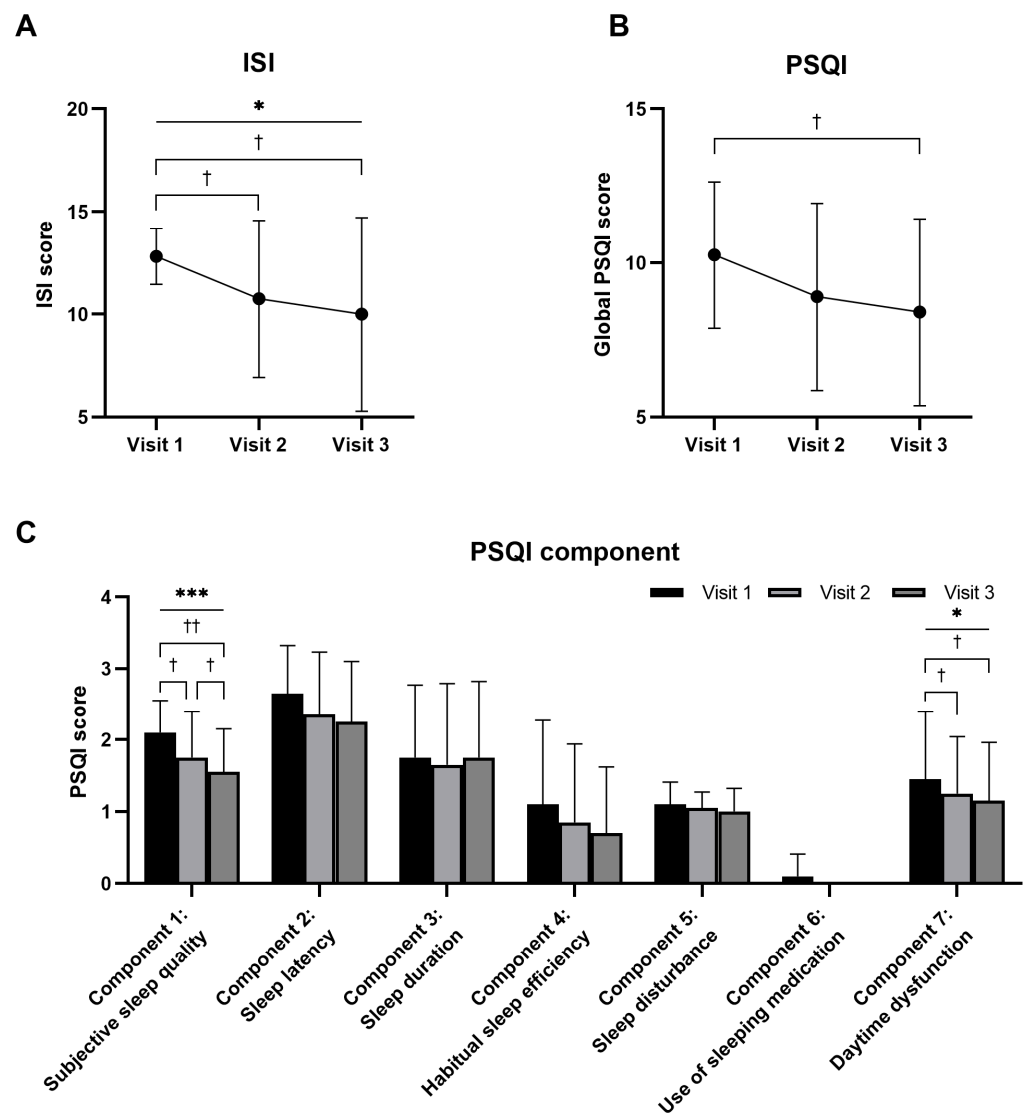 A
ISI
20
15
10
5
ISI score
*
†
†
Visit 1
Visit 2
Visit 3
B
PSQI
15
10
5
Global PSQI score
†
Visit 1
Visit 2
Visit 3
C
PSQI component
Visit 1
Visit 2
Visit 3
4
3
2
1
0
PSQI score
***
††
†
†
*
†
†
Component 1:
Subjective sleep quality
Component 2:
Sleep latency
Component 3:
Sleep duration
Component 4:
Habitual sleep efficiency
Component 5:
Sleep disturbance
Component 6:
Use of sleeping medication
Component 7:
Daytime dysfunction